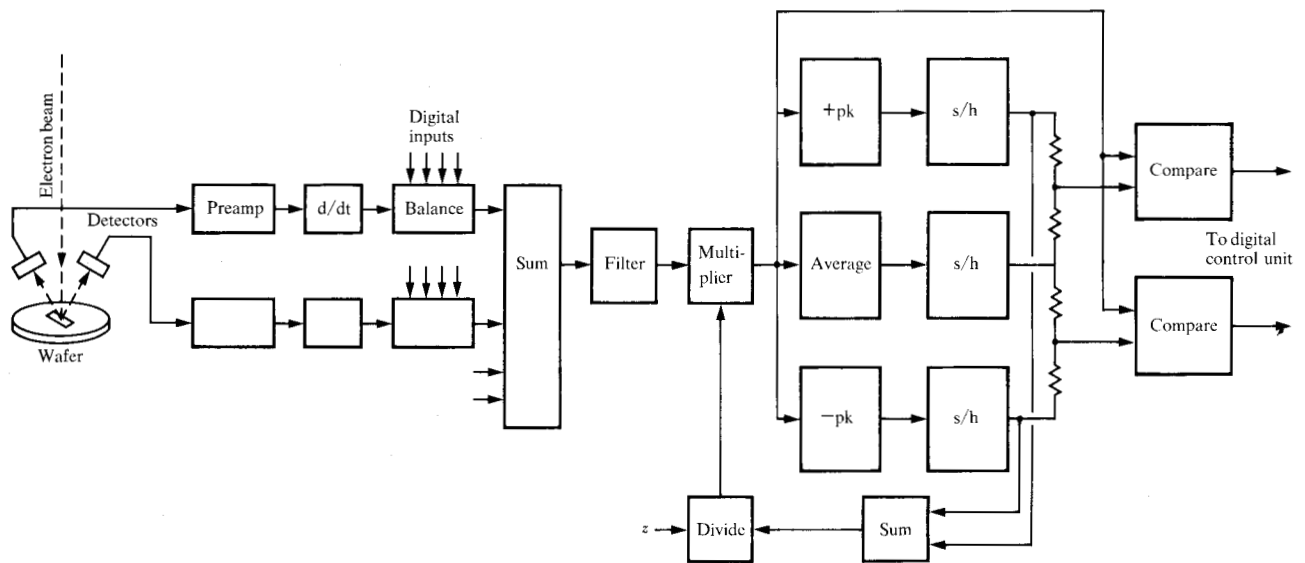 Electron beam
Detectors
Wafer
Preamp
d/dt
Digital
inputs
Balance
Sum
Filter
Multi-
plier
+pk
s/h
Average
s/h
−pk
s/h
Compare
To digital
control unit
Compare
z
Divide
Sum